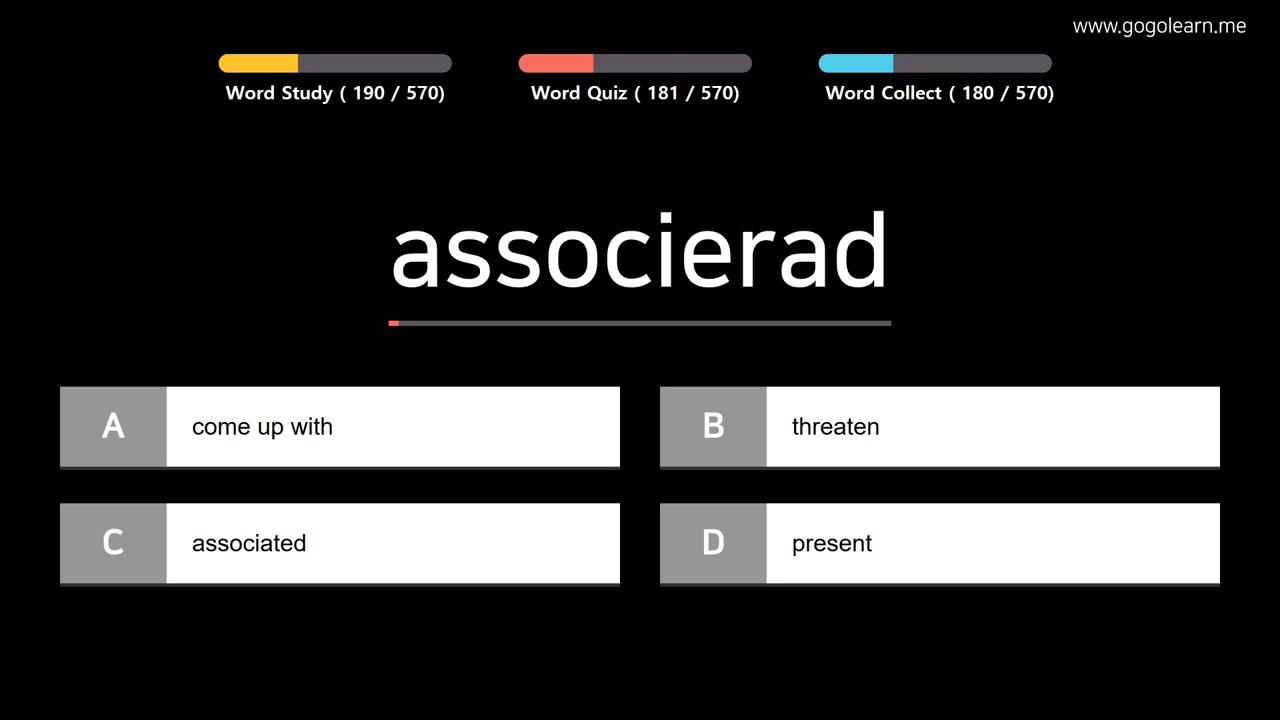 www.gogolearn.me
Word Study ( 190 / 570)
Word Quiz ( 181 / 570)
Word Collect ( 180 / 570)
associerad
A come up with
B threaten
C associated
D present